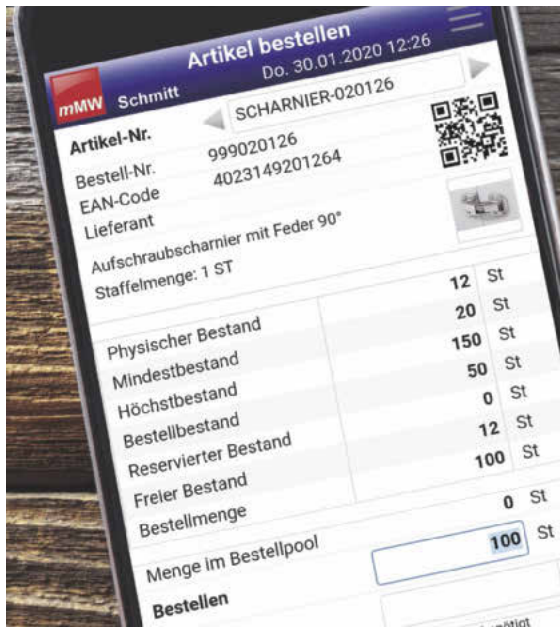 Artikel bestellen
mMW Schmitt Do. 30.01.2020 12:26
Artikel-Nr. SCHARNIER-020126
Bestell-Nr. 999020126
EAN-Code 4023149201264
Lieferant
Aufschraubscharnier mit Feder 90°
Staffelmenge: 1 ST
Physischer Bestand 12 St
Mindestbestand 20 St
Höchstbestand 150 St
Bestellbestand 50 St
Reservierter Bestand 0 St
Freier Bestand 12 St
Bestellmenge 100 St
Menge im Bestellpool 0 St
Bestellen 100 St